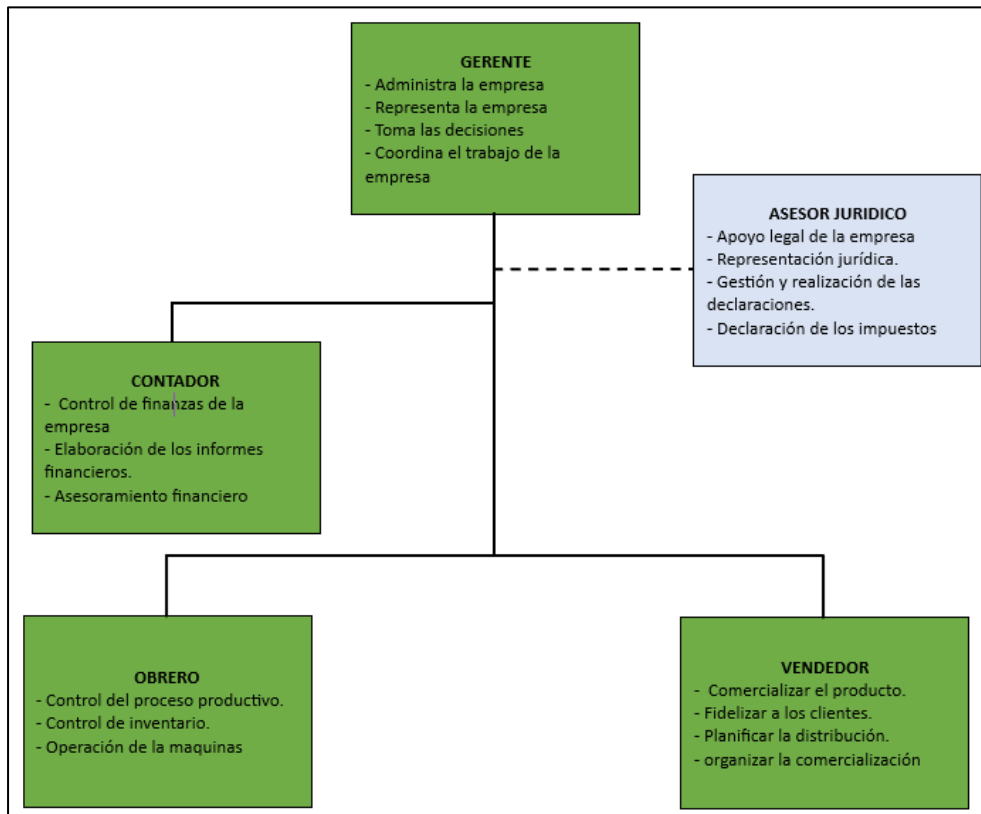 GERENTE
- Administra la empresa
- Representa la empresa
- Toma las decisiones
- Coordina el trabajo de la
empresa
ASESOR JURIDICO
- Apoyo legal de la empresa
- Representación jurídica.
- Gestión y realización de las
declaraciones.
- Declaración de los impuestos
CONTADOR
- Control de finanzas de la
empresa
- Elaboración de los informes
financieros.
- Asesoramiento financiero
OBRERO
- Control del proceso productivo.
- Control de inventario.
- Operación de la maquinas
VENDEDOR
- Comercializar el producto.
- Fidelizar a los clientes.
- Planificar la distribución.
- organizar la comercialización